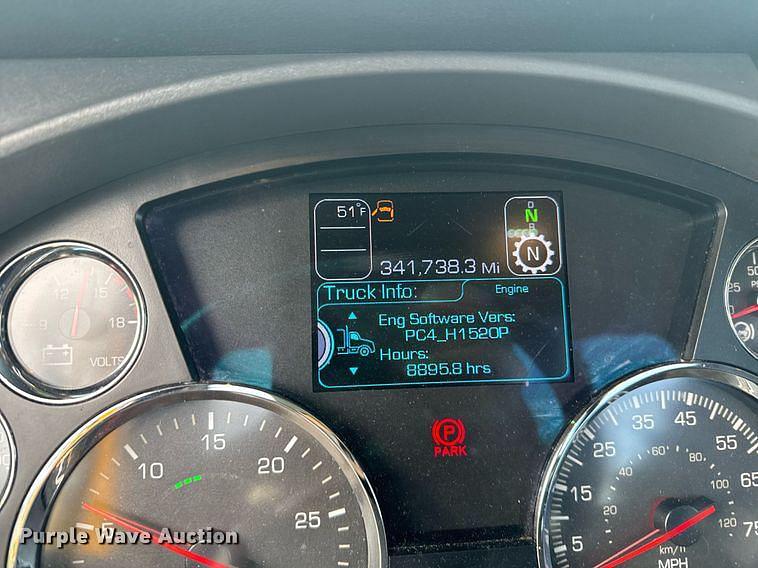 51°F
N
N
341,738.3 Mi
Truck Info:
Engine
Eng Software Vers:
PC4_H1520P
Hours:
8895.8 hrs
9
12
15
18
VOLTS
P
PARK
5
10
15
20
25
5
15
25
35
45
55
65
75
20
40
60
80
100
120
km/h
MPH
Purple Wave Auction